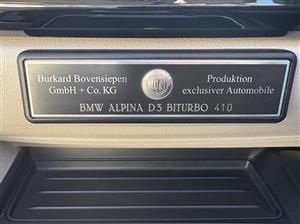 Burkard Bovensiepen
GmbH + Co. KG
Produktion
exclusiver Automobile
BMW ALPINA D3 BITURBO 410